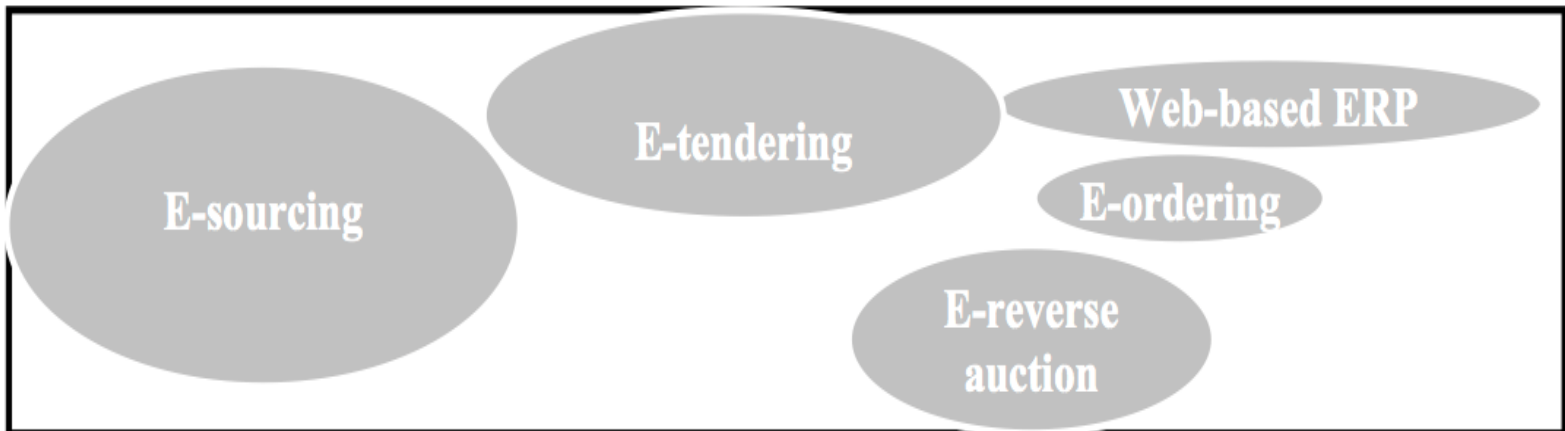 E-sourcing
E-tendering
Web-based ERP
E-ordering
E-reverse
auction